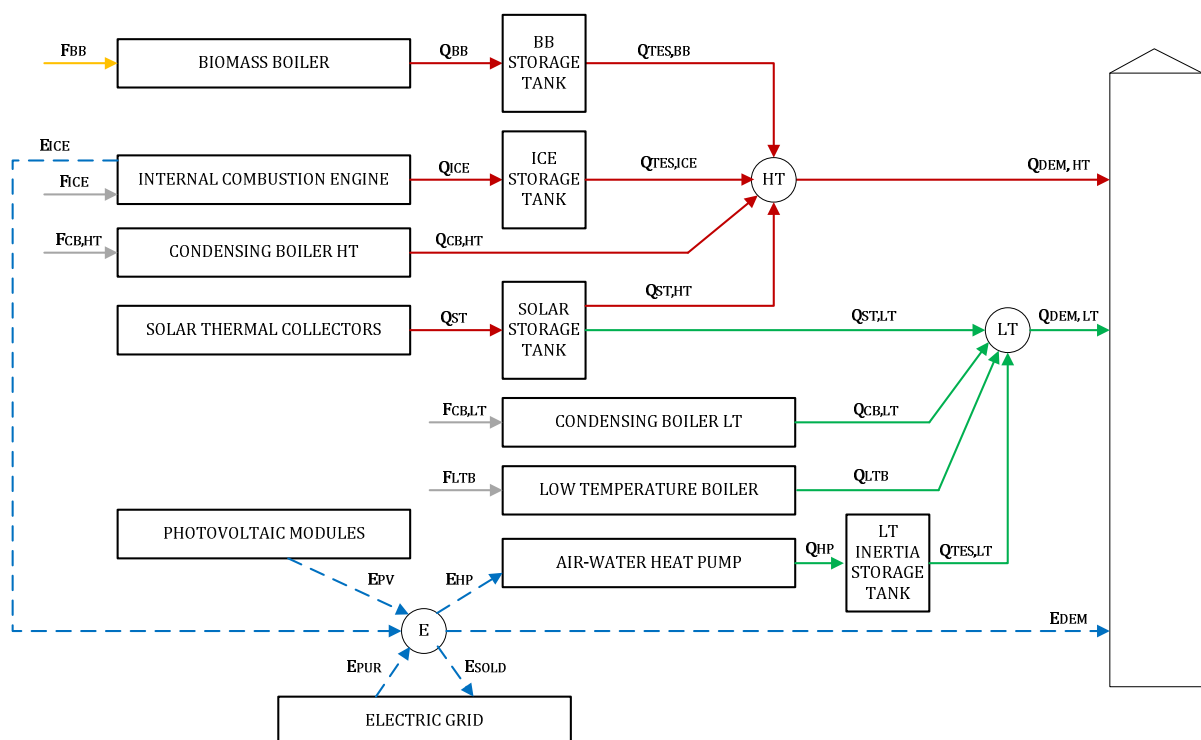 FBB
BIOMASS BOILER
QBB
BB
STORAGE
TANK
QTES,BB
EICE
FICE
INTERNAL COMBUSTION ENGINE
QICE
ICE
STORAGE
TANK
QTES,ICE
HT
QDEM, HT
FCB,HT
CONDENSING BOILER HT
QCB,HT
SOLAR THERMAL COLLECTORS
QST
SOLAR
STORAGE
TANK
QST,HT
QST,LT
LT
QDEM, LT
FCB,LT
CONDENSING BOILER LT
QCB,LT
FLTB
LOW TEMPERATURE BOILER
QLTB
PHOTOVOLTAIC MODULES
EPV
EHP
AIR-WATER HEAT PUMP
QHP
LT
INERTIA
STORAGE
TANK
QTES,LT
E
EDEM
EPUR
ESOLD
ELECTRIC GRID